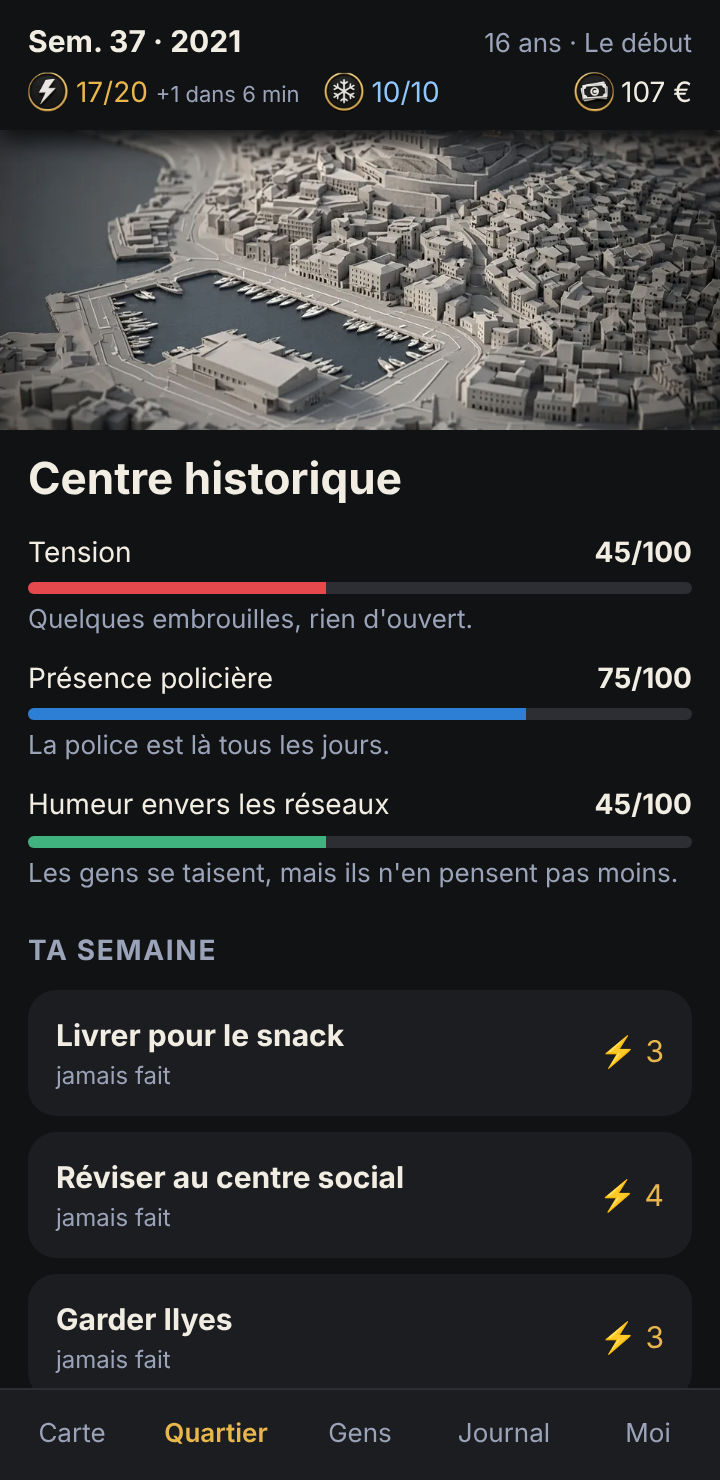 Sem. 37 · 2021
16 ans · Le début
17/20 +1 dans 6 min
10/10
107 €
Centre historique
Tension 45/100
Quelques embrouilles, rien d'ouvert.
Présence policière 75/100
La police est là tous les jours.
Humeur envers les réseaux 45/100
Les gens se taisent, mais ils n'en pensent pas moins.
TA SEMAINE
Livrer pour le snack
jamais fait
⚡ 3
Réviser au centre social
jamais fait
⚡ 4
Garder Ilyes
jamais fait
⚡ 3
Carte Quartier Gens Journal Moi